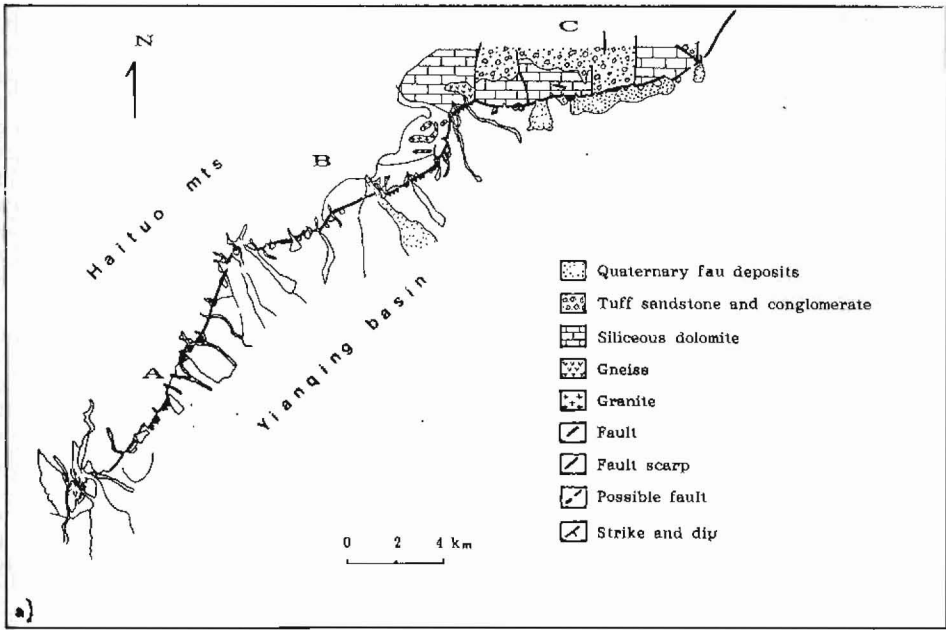 N
C
B
A
Haituo mts
Yianqing basin
Quaternary fau deposits
Tuff sandstone and conglomerate
Siliceous dolomite
Gneiss
Granite
Fault
Fault scarp
Possible fault
Strike and dip
0 2 4 km
a)